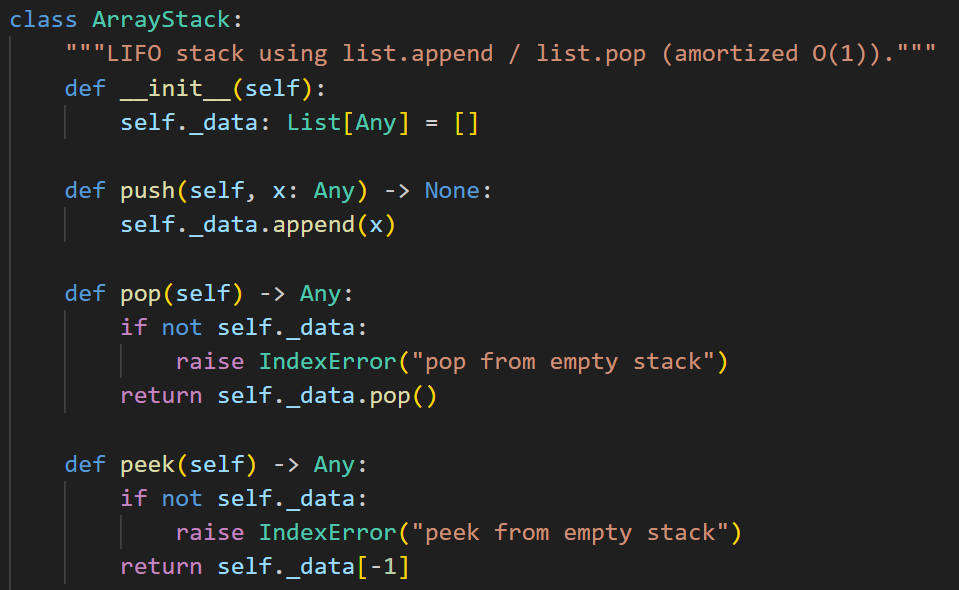 class ArrayStack:
    """LIFO stack using list.append / list.pop (amortized O(1))."""
    def __init__(self):
        self._data: List[Any] = []

    def push(self, x: Any) -> None:
        self._data.append(x)

    def pop(self) -> Any:
        if not self._data:
            raise IndexError("pop from empty stack")
        return self._data.pop()

    def peek(self) -> Any:
        if not self._data:
            raise IndexError("peek from empty stack")
        return self._data[-1]